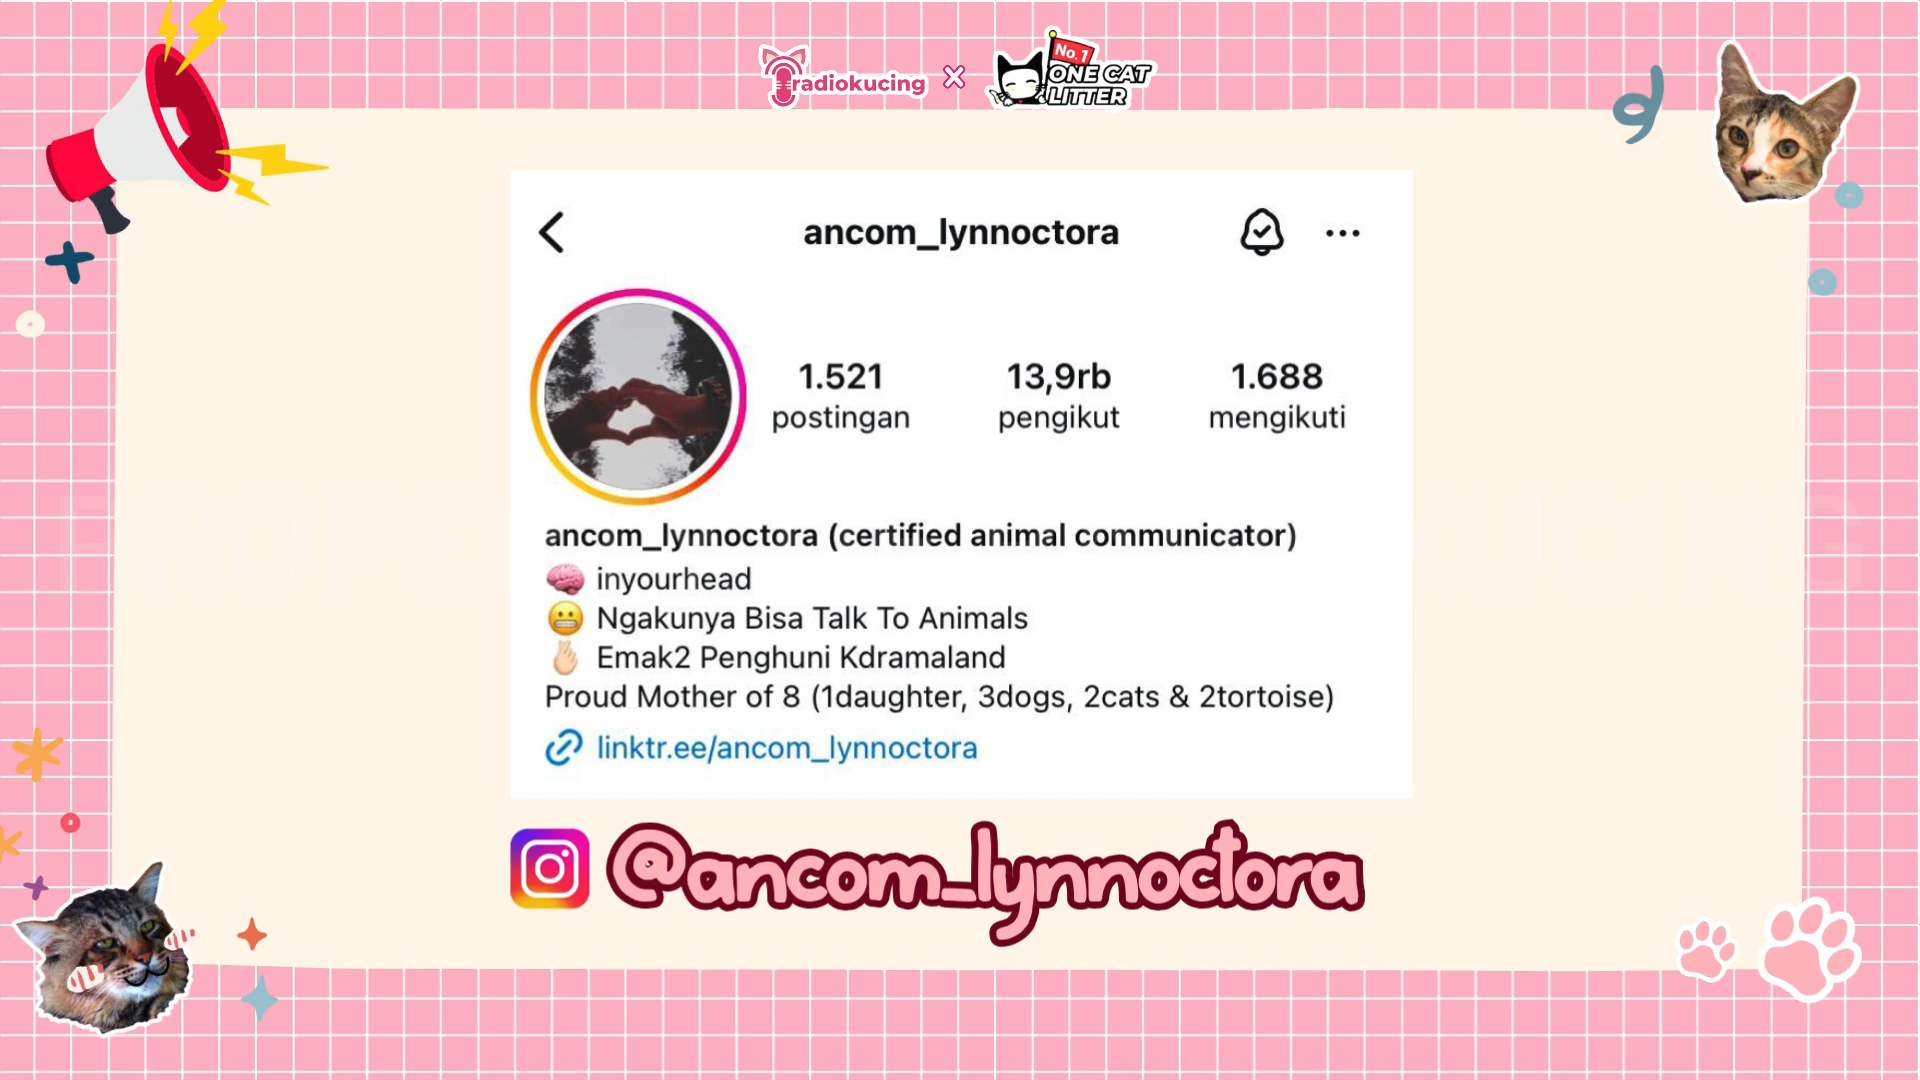 radiokucing
No.1
ONE CAT
LITTER
ancom_lynnoctora
1.521
postingan
13,9rb
pengikut
1.688
mengikuti
ancom_lynnoctora (certified animal communicator)
🧠 inyourhead
😬 Ngakunya Bisa Talk To Animals
🫰🏻 Emak2 Penghuni Kdramaland
Proud Mother of 8 (1daughter, 3dogs, 2cats & 2tortoise)
linktr.ee/ancom_lynnoctora
@ancom_lynnoctora